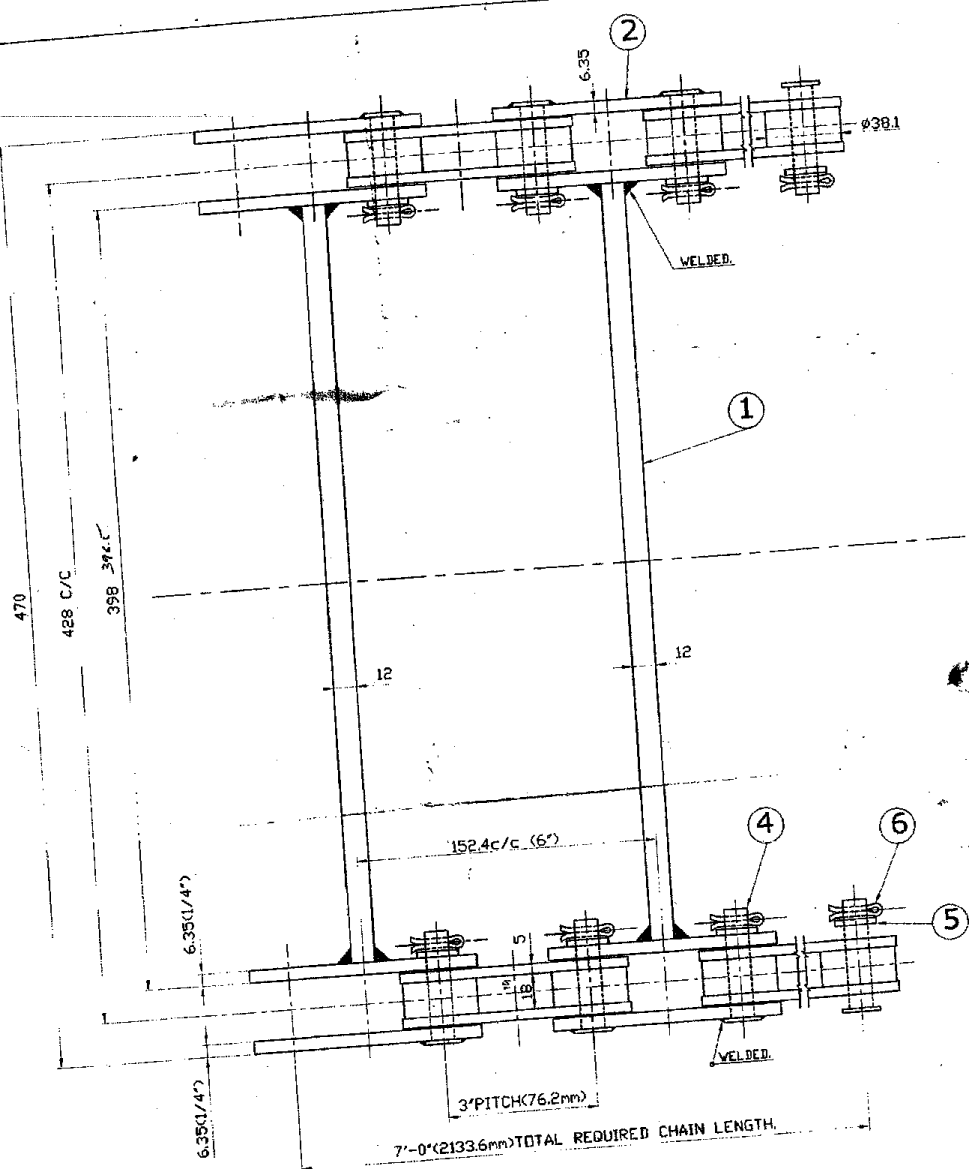 2
6.35
ø38.1
WELDED.
1
470
428 C/C
398
12
12
152.4c/c (6")
4
6
5
6.35(1/4")
5
18
WELDED.
6.35(1/4")
3"PITCH(76.2mm)
7'-0"(2133.6mm)TOTAL REQUIRED CHAIN LENGTH.